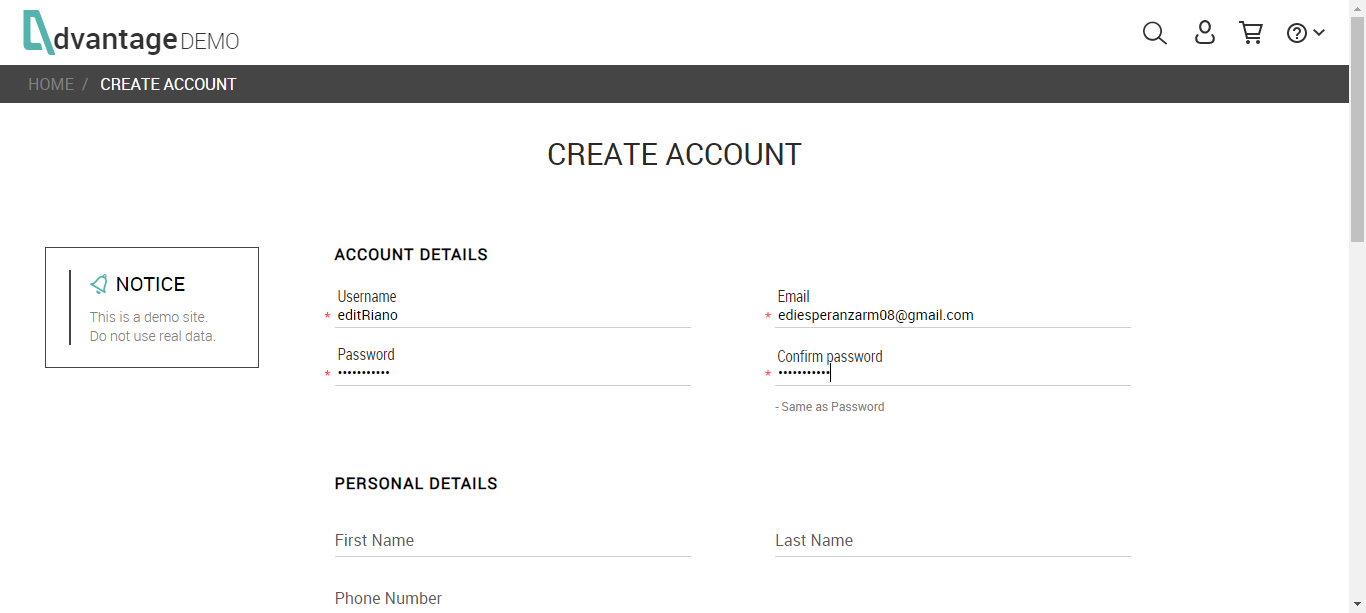 dvantage DEMO
HOME / CREATE ACCOUNT
CREATE ACCOUNT
NOTICE
This is a demo site.
Do not use real data.
ACCOUNT DETAILS
Username
* editRiano
Email
* ediesperanzarm08@gmail.com
Password
* •••••••••••
Confirm password
* •••••••••••
- Same as Password
PERSONAL DETAILS
First Name
Last Name
Phone Number